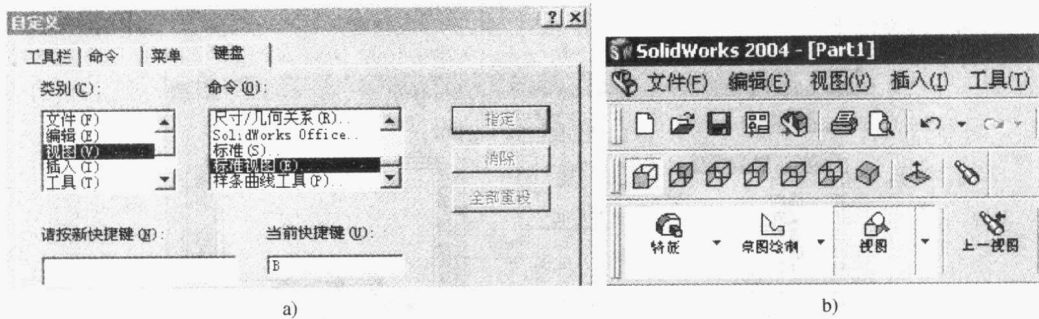 自定义
工具栏 命令 菜单 键盘
类别(C): 命令(O):
文件(F)
编辑(E)
视图(V)
插入(I)
工具(T)
尺寸/几何关系(R)..
SolidWorks Office..
标准(S)..
标准视图(E)..
样条曲线工具(P)..
指定
消除
全部重设
请按新快捷键(N): 当前快捷键(U):
B
a)
SolidWorks 2004 - [Part1]
文件(F) 编辑(E) 视图(V) 插入(I) 工具(T)
特征 草图绘制 视图 上一视图
b)